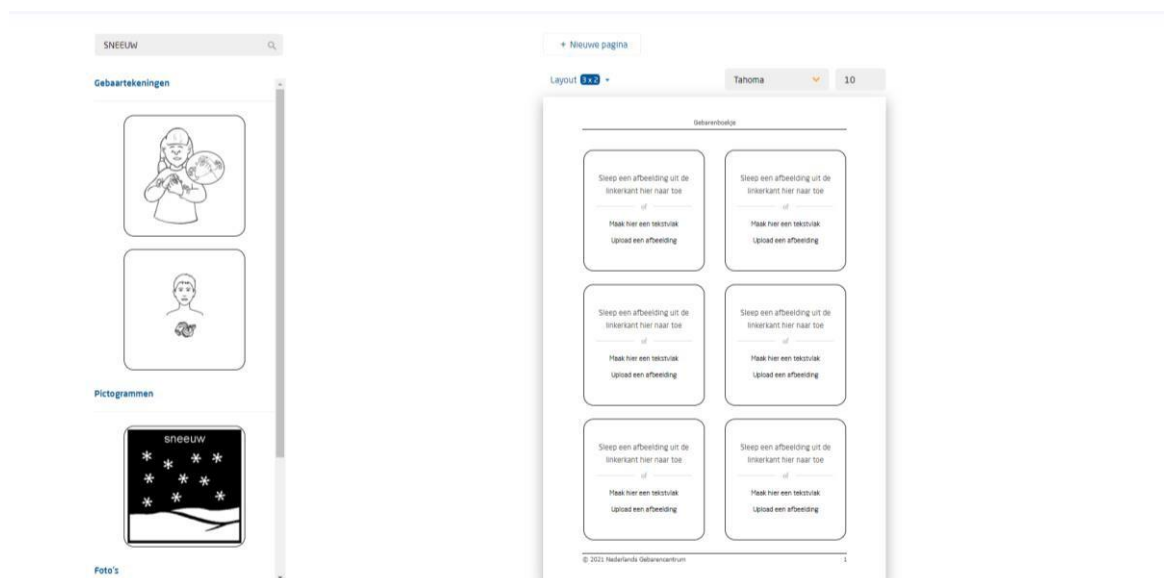 SNEEUW
Gebaartekeningen
Pictogrammen
sneeuw
Foto's
+ Nieuwe pagina
Layout 3 x 2
Tahoma
10
Gebarenboekje
Sleep een afbeelding uit de
linkerkant hier naar toe
of
Maak hier een tekstvlak
Upload een afbeelding
Sleep een afbeelding uit de
linkerkant hier naar toe
of
Maak hier een tekstvlak
Upload een afbeelding
Sleep een afbeelding uit de
linkerkant hier naar toe
of
Maak hier een tekstvlak
Upload een afbeelding
Sleep een afbeelding uit de
linkerkant hier naar toe
of
Maak hier een tekstvlak
Upload een afbeelding
Sleep een afbeelding uit de
linkerkant hier naar toe
of
Maak hier een tekstvlak
Upload een afbeelding
Sleep een afbeelding uit de
linkerkant hier naar toe
of
Maak hier een tekstvlak
Upload een afbeelding
© 2021 Nederlands Gebarencentrum
1